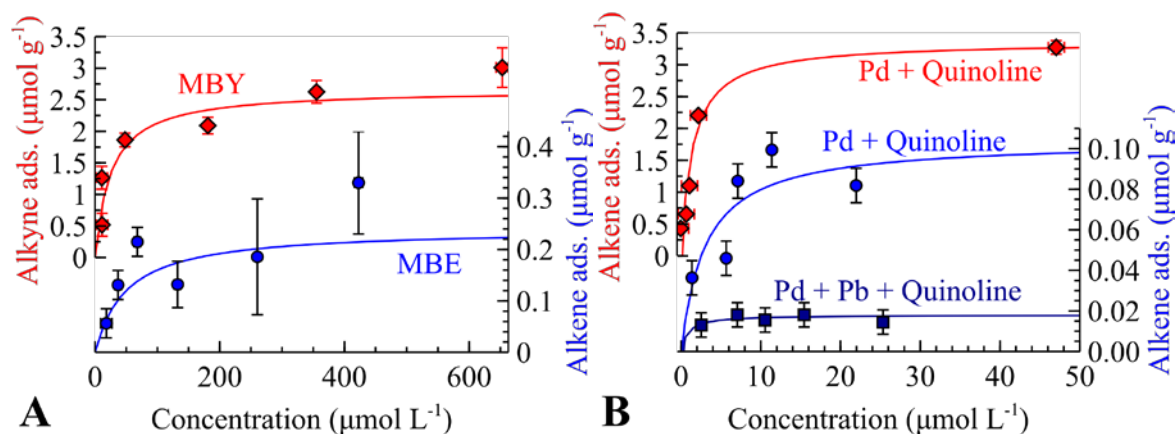 Alkyne ads. (μmol g⁻¹)
3.5
3
2.5
2
1.5
1
0.5
0
MBY
MBE
0.4
0.3
0.2
0.1
0
Alkene ads. (μmol g⁻¹)
0
200
400
600
Concentration (μmol L⁻¹)
A
Alkene ads. (μmol g⁻¹)
3.5
3
2.5
2
1.5
1
0.5
0
Pd + Quinoline
Pd + Quinoline
Pd + Pb + Quinoline
0.10
0.08
0.06
0.04
0.02
0.00
Alkene ads. (μmol g⁻¹)
0
10
20
30
40
50
Concentration (μmol L⁻¹)
B